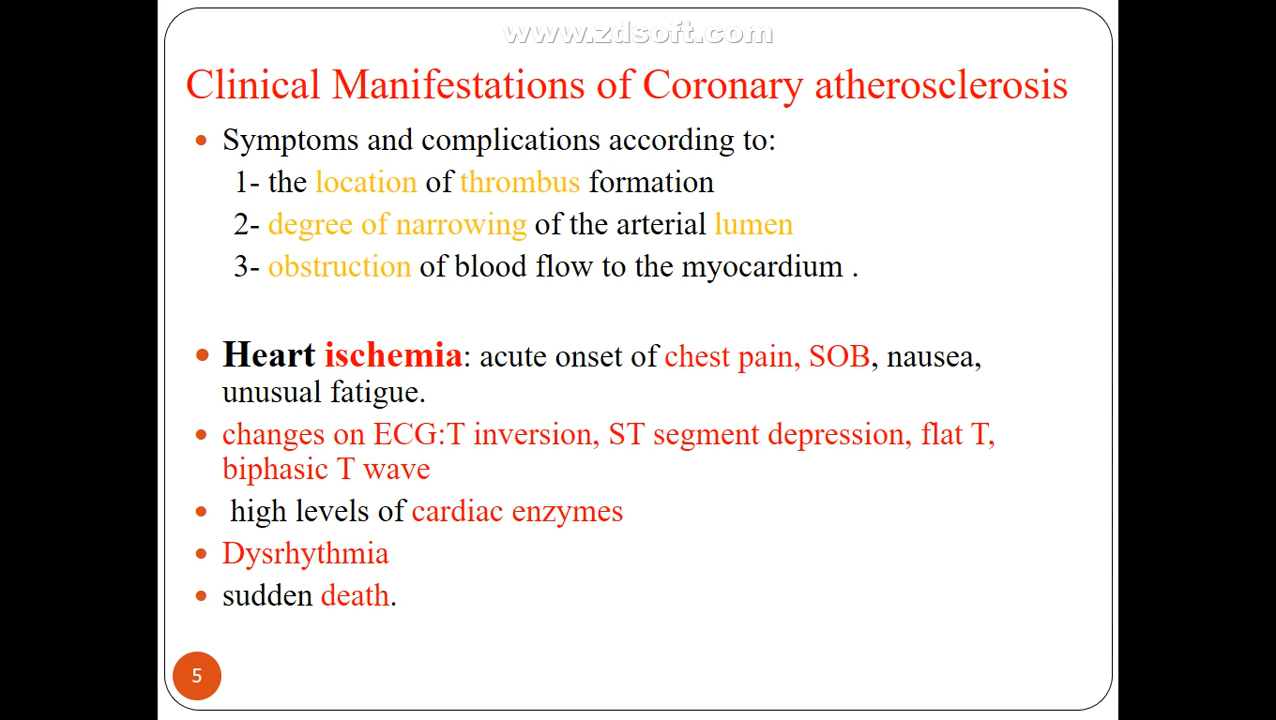 www.zdsoft.com
Clinical Manifestations of Coronary atherosclerosis
• Symptoms and complications according to:
1- the location of thrombus formation
2- degree of narrowing of the arterial lumen
3- obstruction of blood flow to the myocardium .
• Heart ischemia: acute onset of chest pain, SOB, nausea,
unusual fatigue.
• changes on ECG:T inversion, ST segment depression, flat T,
biphasic T wave
• high levels of cardiac enzymes
• Dysrhythmia
• sudden death.
5